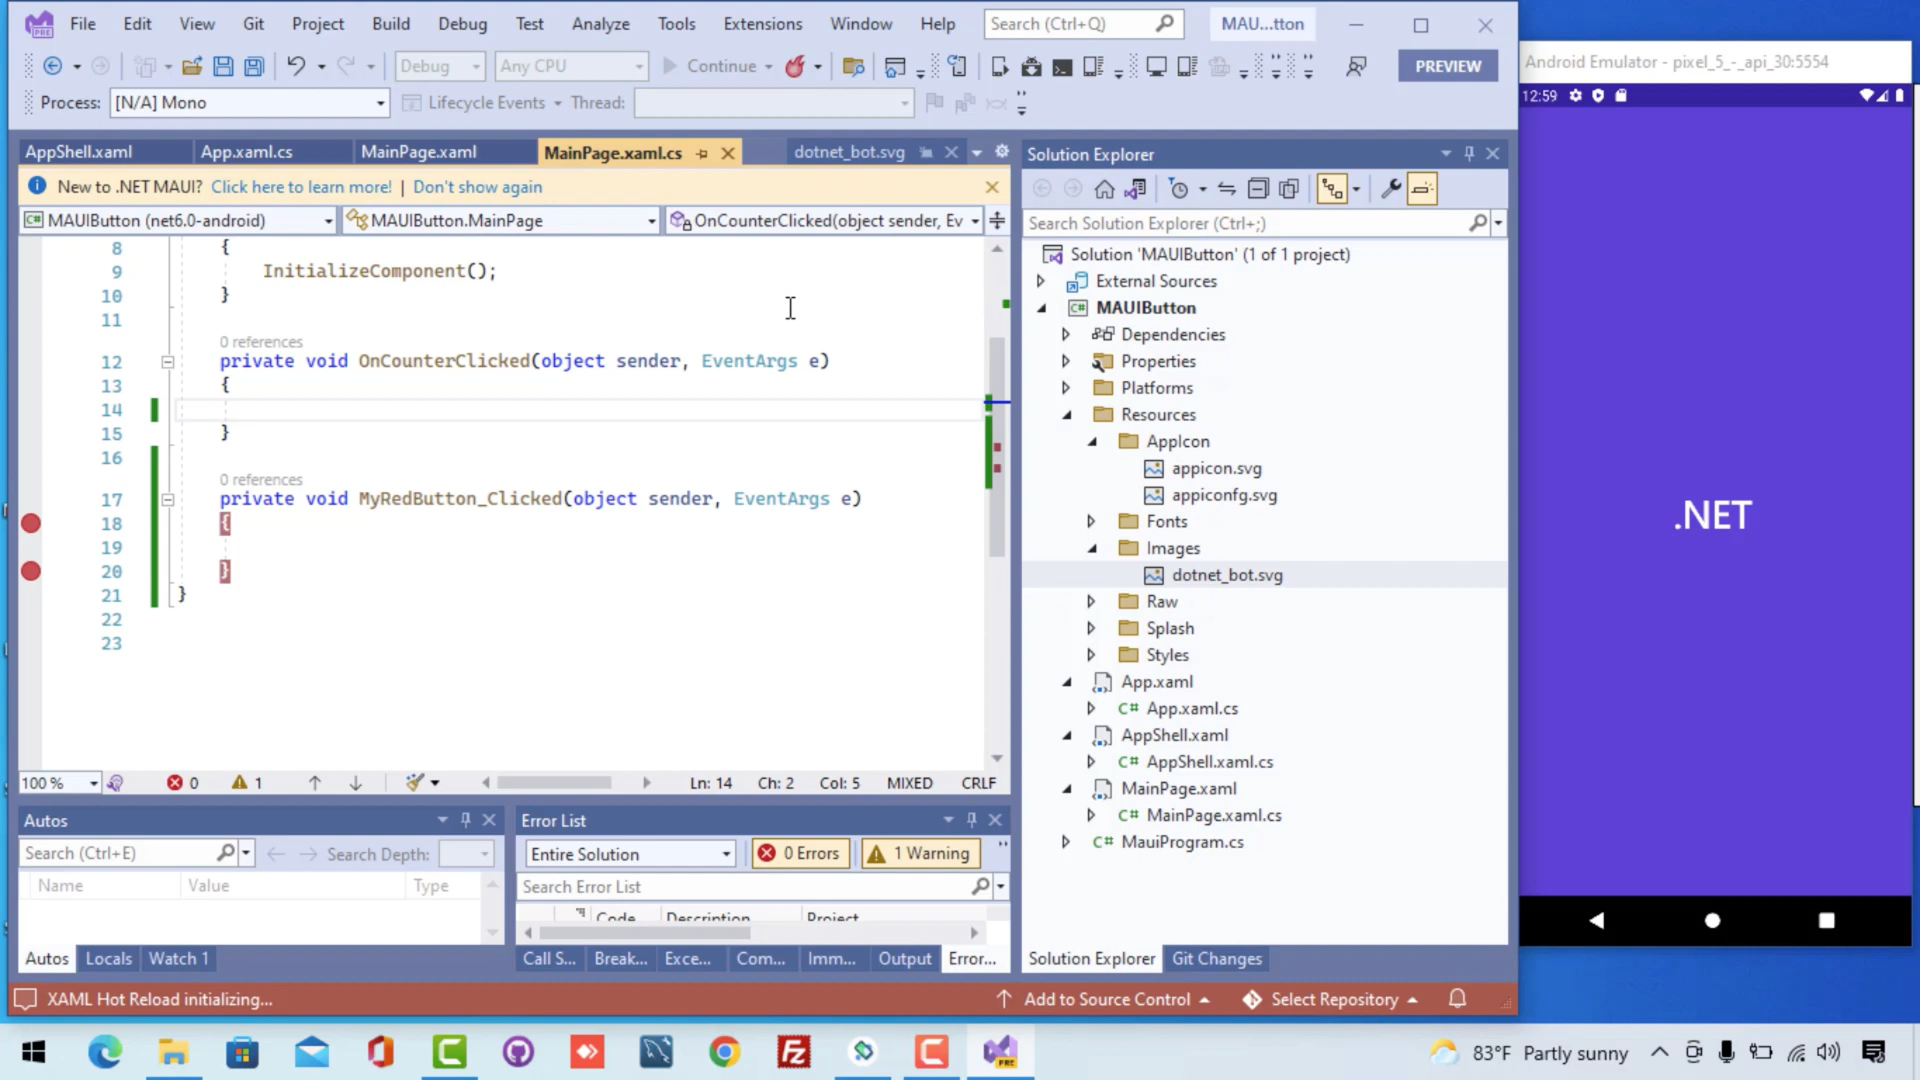 File Edit View Git Project Build Debug Test Analyze Tools Extensions Window Help Search (Ctrl+Q) MAU...tton
Debug Any CPU Continue PREVIEW
Process: [N/A] Mono Lifecycle Events Thread:
AppShell.xaml App.xaml.cs MainPage.xaml MainPage.xaml.cs dotnet_bot.svg
New to .NET MAUI? Click here to learn more! | Don't show again
MAUIButton (net6.0-android) MAUIButton.MainPage OnCounterClicked(object sender, Ev
8 {
9 InitializeComponent();
10 }
11
0 references
12 private void OnCounterClicked(object sender, EventArgs e)
13 {
14
15 }
16
0 references
17 private void MyRedButton_Clicked(object sender, EventArgs e)
18 {
19
20 }
21 }
22
23
100 % 0 1 Ln: 14 Ch: 2 Col: 5 MIXED CRLF
Autos
Search (Ctrl+E) Search Depth:
Name Value Type
Autos Locals Watch 1
Error List
Entire Solution 0 Errors 1 Warning
Search Error List
Code Description Project
Call S... Break... Exce... Com... Imm... Output Error...
Solution Explorer
Search Solution Explorer (Ctrl+;)
Solution 'MAUIButton' (1 of 1 project)
External Sources
MAUIButton
Dependencies
Properties
Platforms
Resources
AppIcon
appicon.svg
appiconfg.svg
Fonts
Images
dotnet_bot.svg
Raw
Splash
Styles
App.xaml
C# App.xaml.cs
AppShell.xaml
C# AppShell.xaml.cs
MainPage.xaml
C# MainPage.xaml.cs
C# MauiProgram.cs
Solution Explorer Git Changes
XAML Hot Reload initializing... Add to Source Control Select Repository
Android Emulator - pixel_5_-_api_30:5554
12:59
.NET
83°F Partly sunny